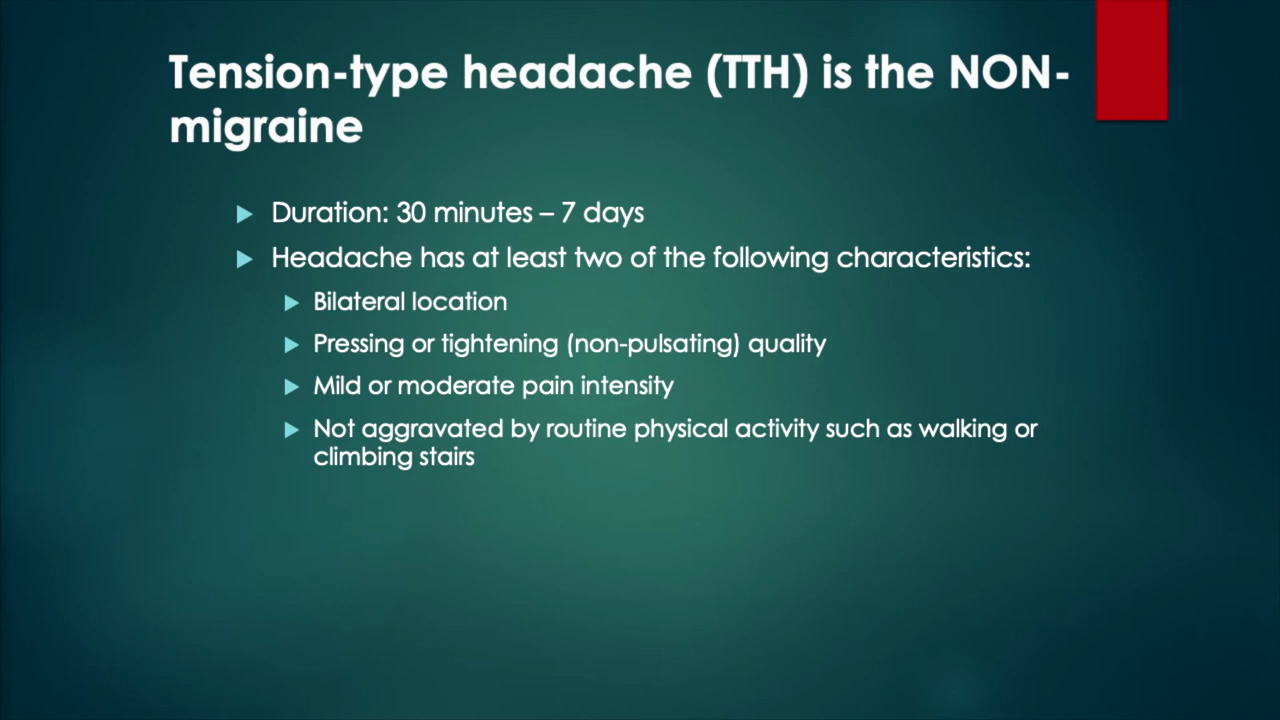 Tension-type headache (TTH) is the NON-
migraine
Duration: 30 minutes – 7 days
Headache has at least two of the following characteristics:
Bilateral location
Pressing or tightening (non-pulsating) quality
Mild or moderate pain intensity
Not aggravated by routine physical activity such as walking or
climbing stairs